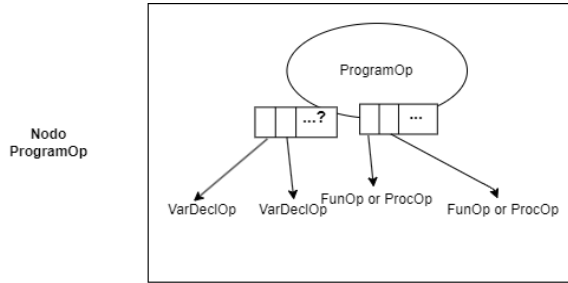 ProgramOp
...?
...
Nodo
ProgramOp
VarDeclOp
VarDeclOp
FunOp or ProcOp
FunOp or ProcOp